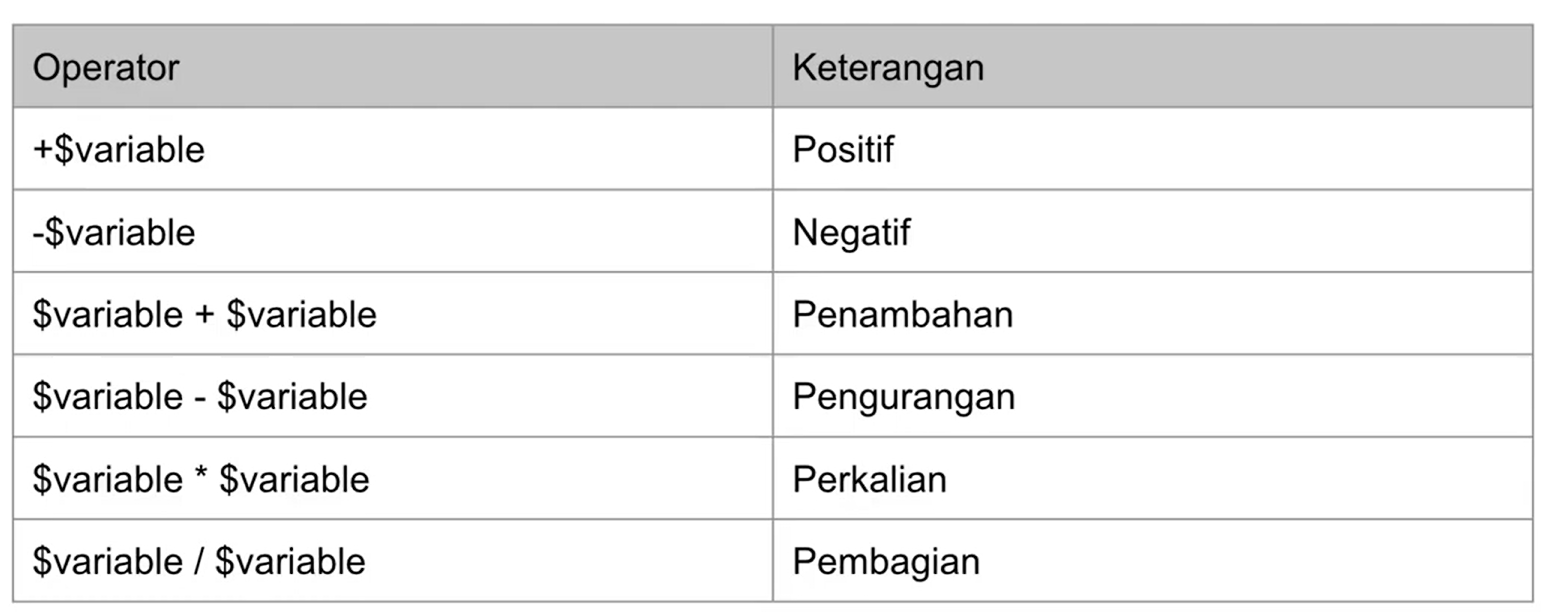 Operator Keterangan
+$variable Positif
-$variable Negatif
$variable + $variable Penambahan
$variable - $variable Pengurangan
$variable * $variable Perkalian
$variable / $variable Pembagian